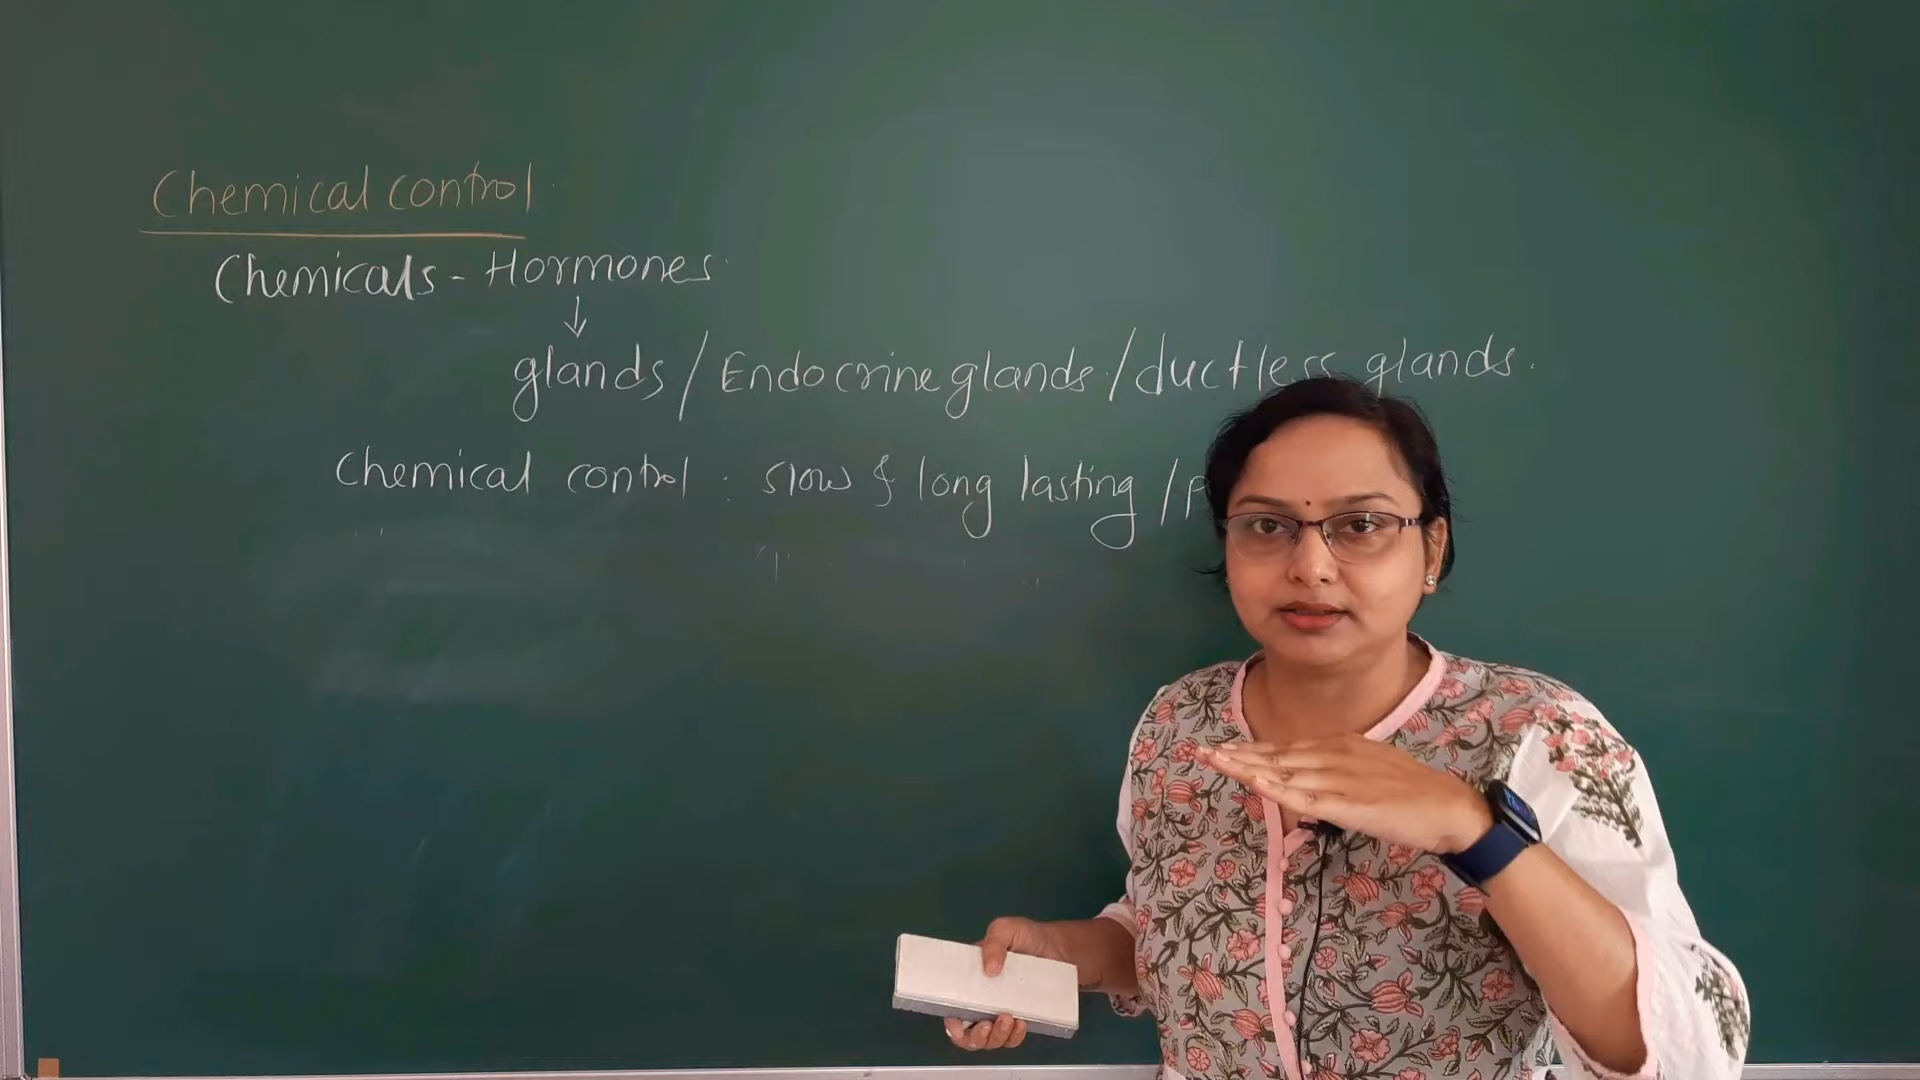 Chemical control.
Chemicals - Hormones.
↓
glands / Endocrine glands / ductless glands.
Chemical control : slow & long lasting /